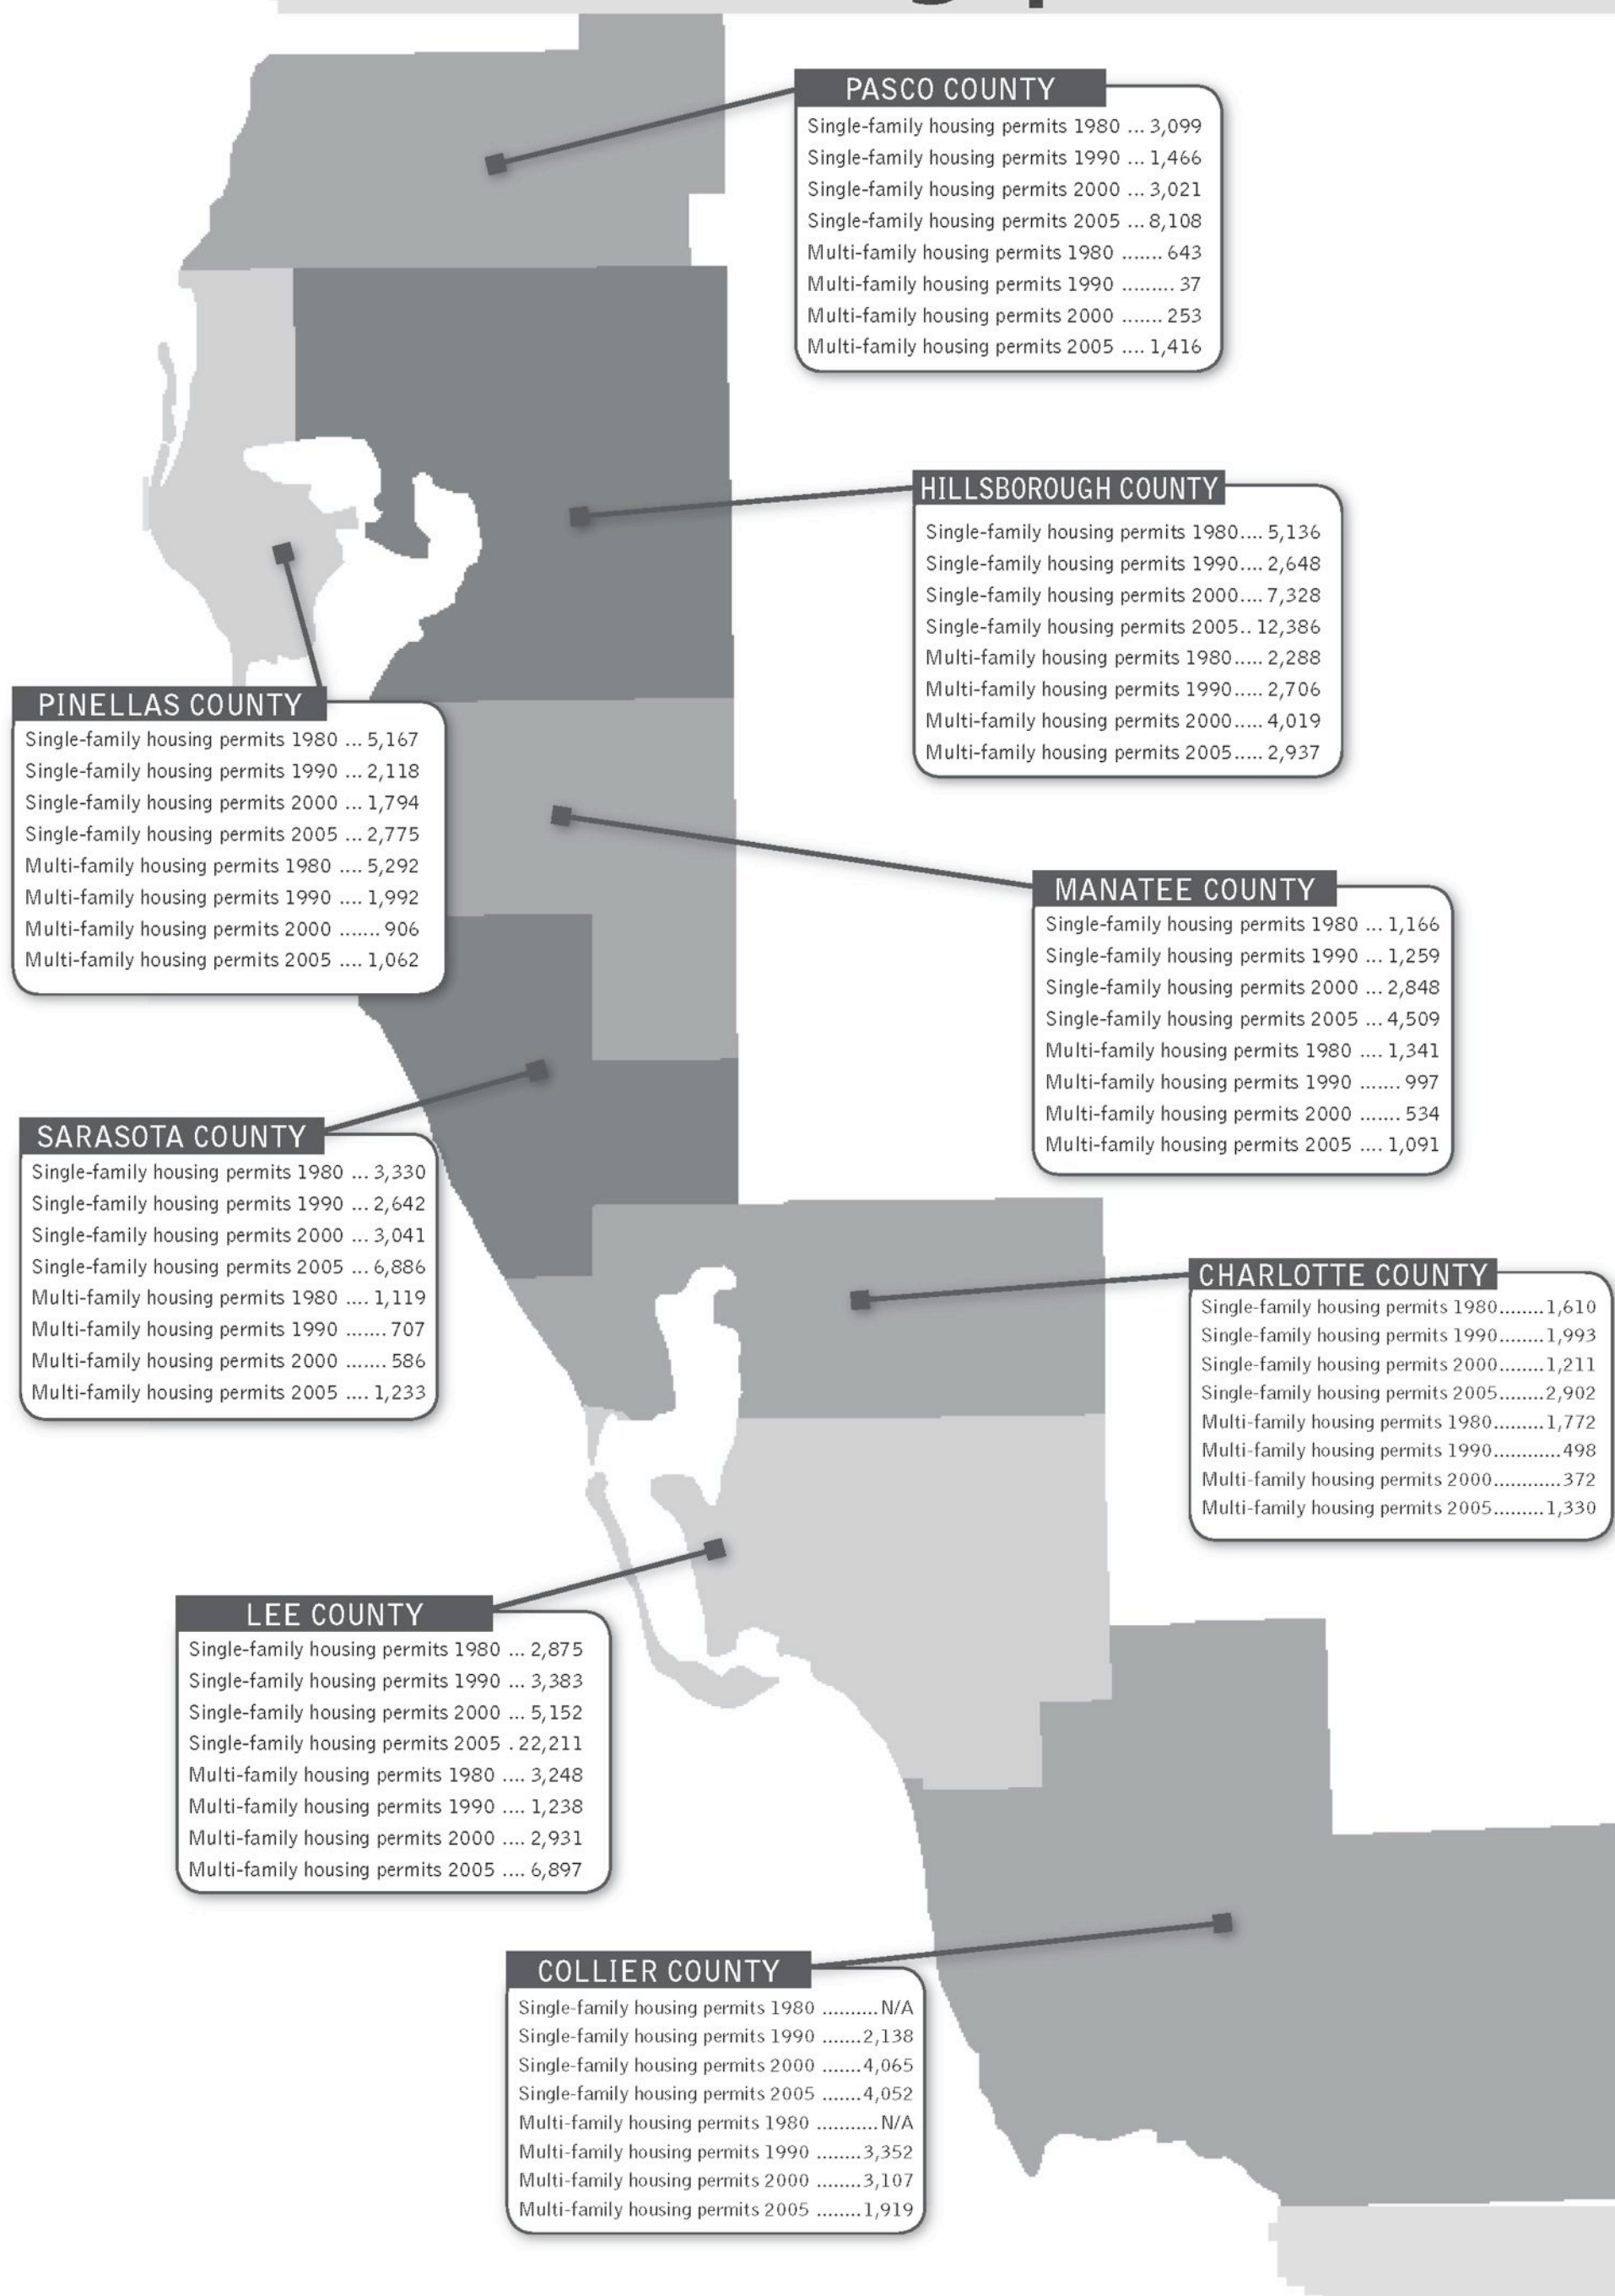 PASCO COUNTY
Single-family housing permits 1980 ... 3,099
Single-family housing permits 1990 ... 1,466
Single-family housing permits 2000 ... 3,021
Single-family housing permits 2005 ... 8,108
Multi-family housing permits 1980 ....... 643
Multi-family housing permits 1990 ......... 37
Multi-family housing permits 2000 ....... 253
Multi-family housing permits 2005 .... 1,416
HILLSBOROUGH COUNTY
Single-family housing permits 1980.... 5,136
Single-family housing permits 1990.... 2,648
Single-family housing permits 2000.... 7,328
Single-family housing permits 2005.. 12,386
Multi-family housing permits 1980..... 2,288
Multi-family housing permits 1990..... 2,706
Multi-family housing permits 2000..... 4,019
Multi-family housing permits 2005..... 2,937
PINELLAS COUNTY
Single-family housing permits 1980 ... 5,167
Single-family housing permits 1990 ... 2,118
Single-family housing permits 2000 ... 1,794
Single-family housing permits 2005 ... 2,775
Multi-family housing permits 1980 .... 5,292
Multi-family housing permits 1990 .... 1,992
Multi-family housing permits 2000 ....... 906
Multi-family housing permits 2005 .... 1,062
MANATEE COUNTY
Single-family housing permits 1980 ... 1,166
Single-family housing permits 1990 ... 1,259
Single-family housing permits 2000 ... 2,848
Single-family housing permits 2005 ... 4,509
Multi-family housing permits 1980 .... 1,341
Multi-family housing permits 1990 ....... 997
Multi-family housing permits 2000 ....... 534
Multi-family housing permits 2005 .... 1,091
SARASOTA COUNTY
Single-family housing permits 1980 ... 3,330
Single-family housing permits 1990 ... 2,642
Single-family housing permits 2000 ... 3,041
Single-family housing permits 2005 ... 6,886
Multi-family housing permits 1980 .... 1,119
Multi-family housing permits 1990 ....... 707
Multi-family housing permits 2000 ....... 586
Multi-family housing permits 2005 .... 1,233
CHARLOTTE COUNTY
Single-family housing permits 1980........1,610
Single-family housing permits 1990........1,993
Single-family housing permits 2000........1,211
Single-family housing permits 2005........2,902
Multi-family housing permits 1980.........1,772
Multi-family housing permits 1990............498
Multi-family housing permits 2000............372
Multi-family housing permits 2005.........1,330
LEE COUNTY
Single-family housing permits 1980 ... 2,875
Single-family housing permits 1990 ... 3,383
Single-family housing permits 2000 ... 5,152
Single-family housing permits 2005 . 22,211
Multi-family housing permits 1980 .... 3,248
Multi-family housing permits 1990 .... 1,238
Multi-family housing permits 2000 .... 2,931
Multi-family housing permits 2005 .... 6,897
COLLIER COUNTY
Single-family housing permits 1980 ..........N/A
Single-family housing permits 1990 .......2,138
Single-family housing permits 2000 .......4,065
Single-family housing permits 2005 .......4,052
Multi-family housing permits 1980 ...........N/A
Multi-family housing permits 1990 ........3,352
Multi-family housing permits 2000 ........3,107
Multi-family housing permits 2005 ........1,919